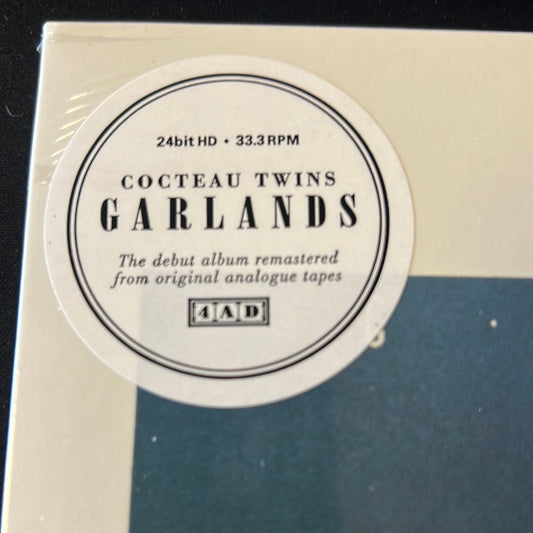 24bit HD • 33.3 RPM
COCTEAU TWINS
GARLANDS
The debut album remastered
from original analogue tapes
4AD